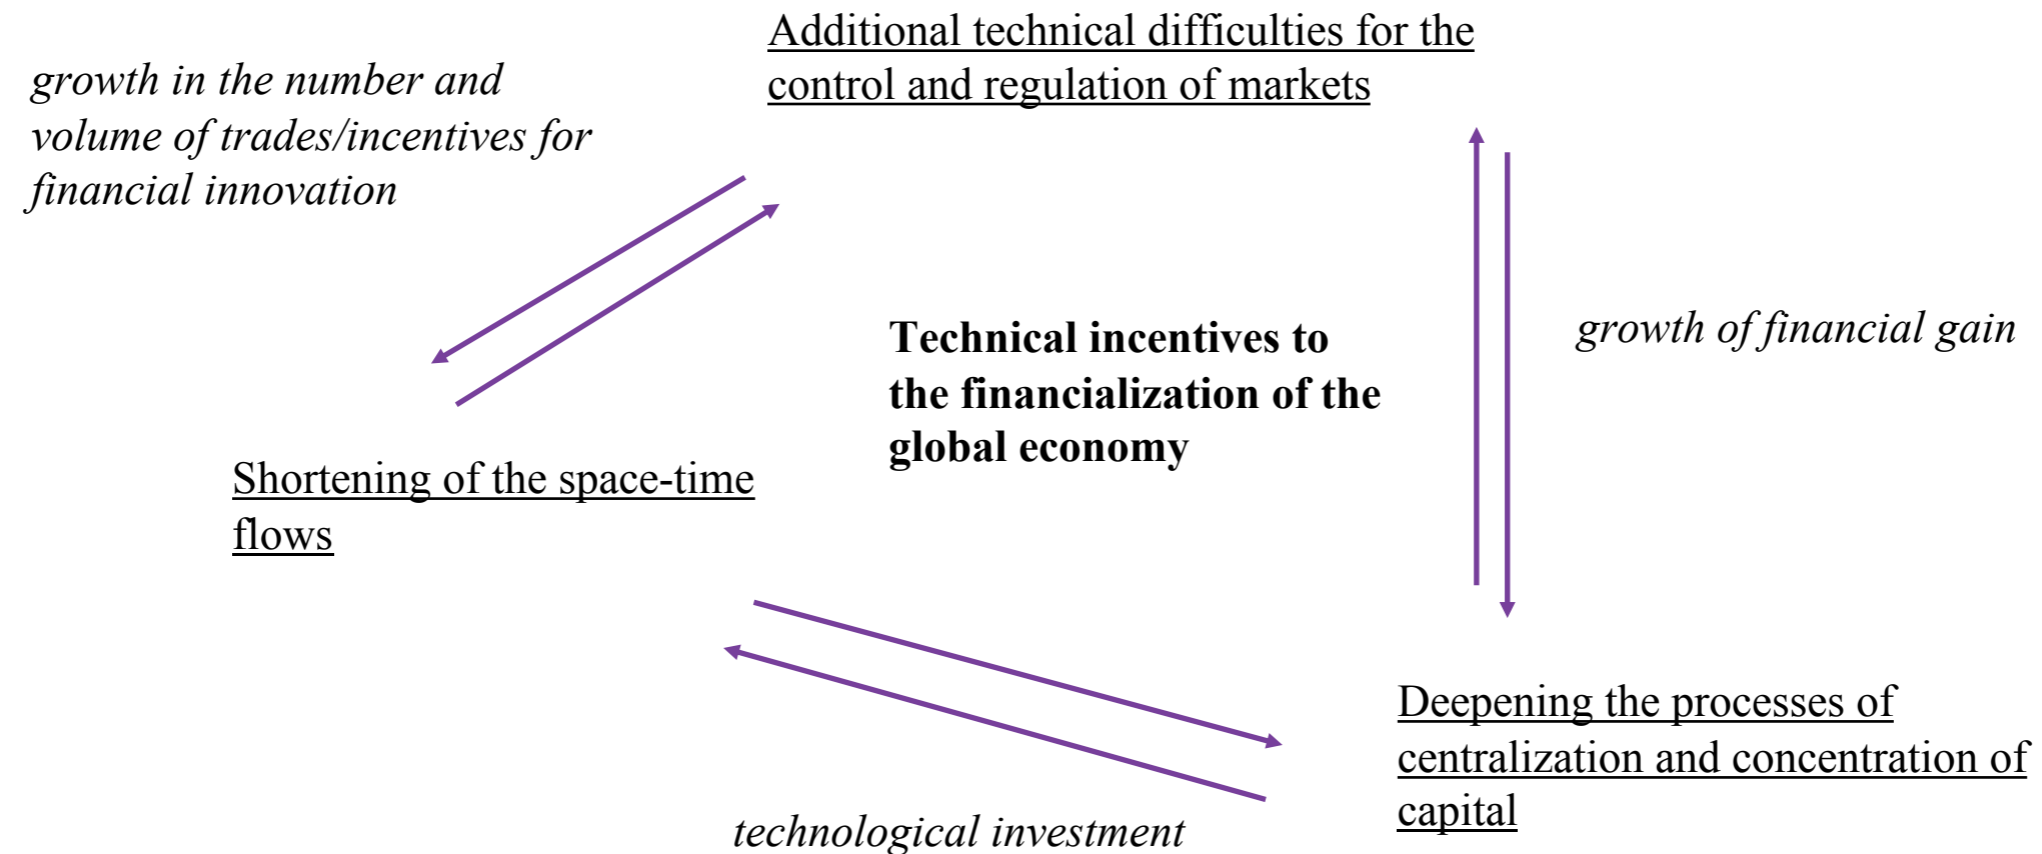 Additional technical difficulties for the
control and regulation of markets
growth in the number and
volume of trades/incentives for
financial innovation
Technical incentives to
the financialization of the
global economy
growth of financial gain
Shortening of the space-time
flows
Deepening the processes of
centralization and concentration of
capital
technological investment